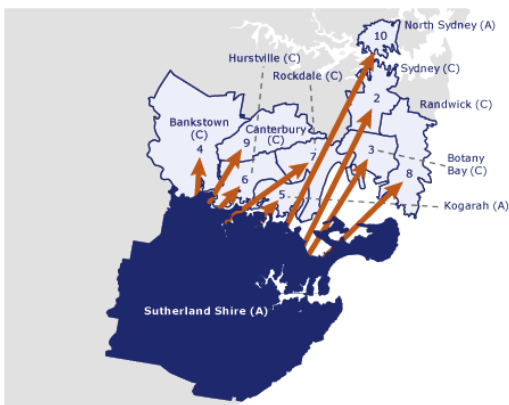 North Sydney (A)
10
Hurstville (C)
Sydney (C)
Rockdale (C)
2
Randwick (C)
Bankstown
(C)
4
Canterbury
(C)
9
3
7
Botany
Bay (C)
6
8
5
Kogarah (A)
Sutherland Shire (A)